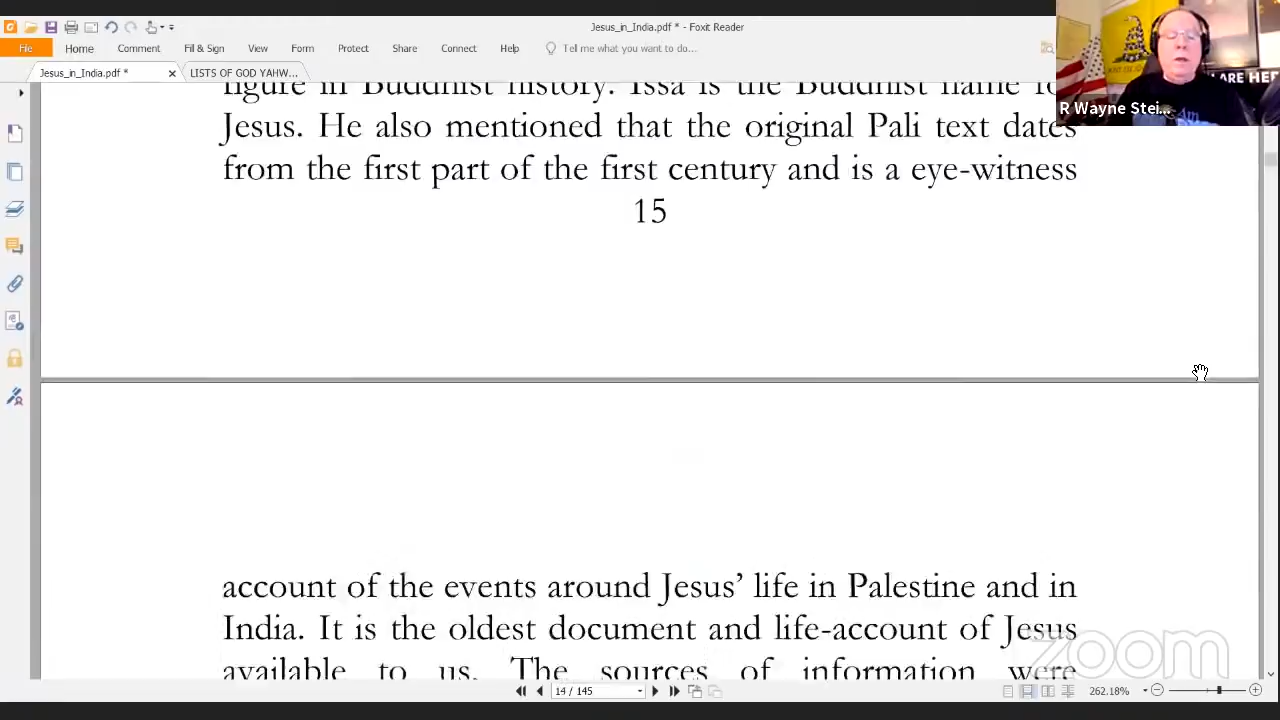 Jesus_in_India.pdf * - Foxit Reader
File Home Comment Fill & Sign View Form Protect Share Connect Help Tell me what you want to do...
Jesus_in_India.pdf * LISTS OF GOD YAHW...
ARE HER
R Wayne Stei...
figure in Buddhist history. Issa is the Buddhist name for
Jesus. He also mentioned that the original Pali text dates
from the first part of the first century and is a eye-witness
15
account of the events around Jesus’ life in Palestine and in
India. It is the oldest document and life-account of Jesus
available to us. The sources of information were
zoom
14 / 145
262.18%